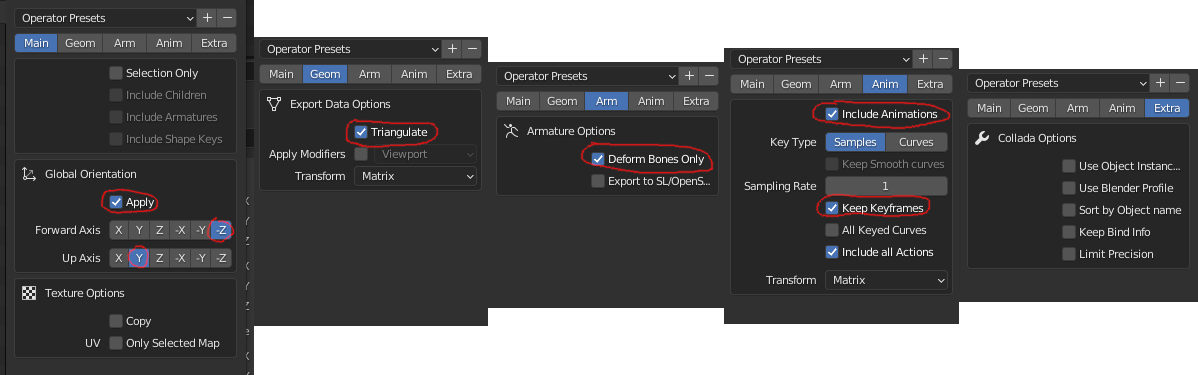 Operator Presets
Main Geom Arm Anim Extra
Selection Only
Include Children
Include Armatures
Include Shape Keys
Global Orientation
Apply
Forward Axis X Y Z -X -Y -Z
Up Axis X Y Z -X -Y -Z
Texture Options
Copy
UV Only Selected Map
Operator Presets
Main Geom Arm Anim Extra
Export Data Options
Triangulate
Apply Modifiers Viewport
Transform Matrix
Operator Presets
Main Geom Arm Anim Extra
Armature Options
Deform Bones Only
Export to SL/OpenS...
Operator Presets
Main Geom Arm Anim Extra
Include Animations
Key Type Samples Curves
Keep Smooth curves
Sampling Rate 1
Keep Keyframes
All Keyed Curves
Include all Actions
Transform Matrix
Operator Presets
Main Geom Arm Anim Extra
Collada Options
Use Object Instanc...
Use Blender Profile
Sort by Object name
Keep Bind Info
Limit Precision